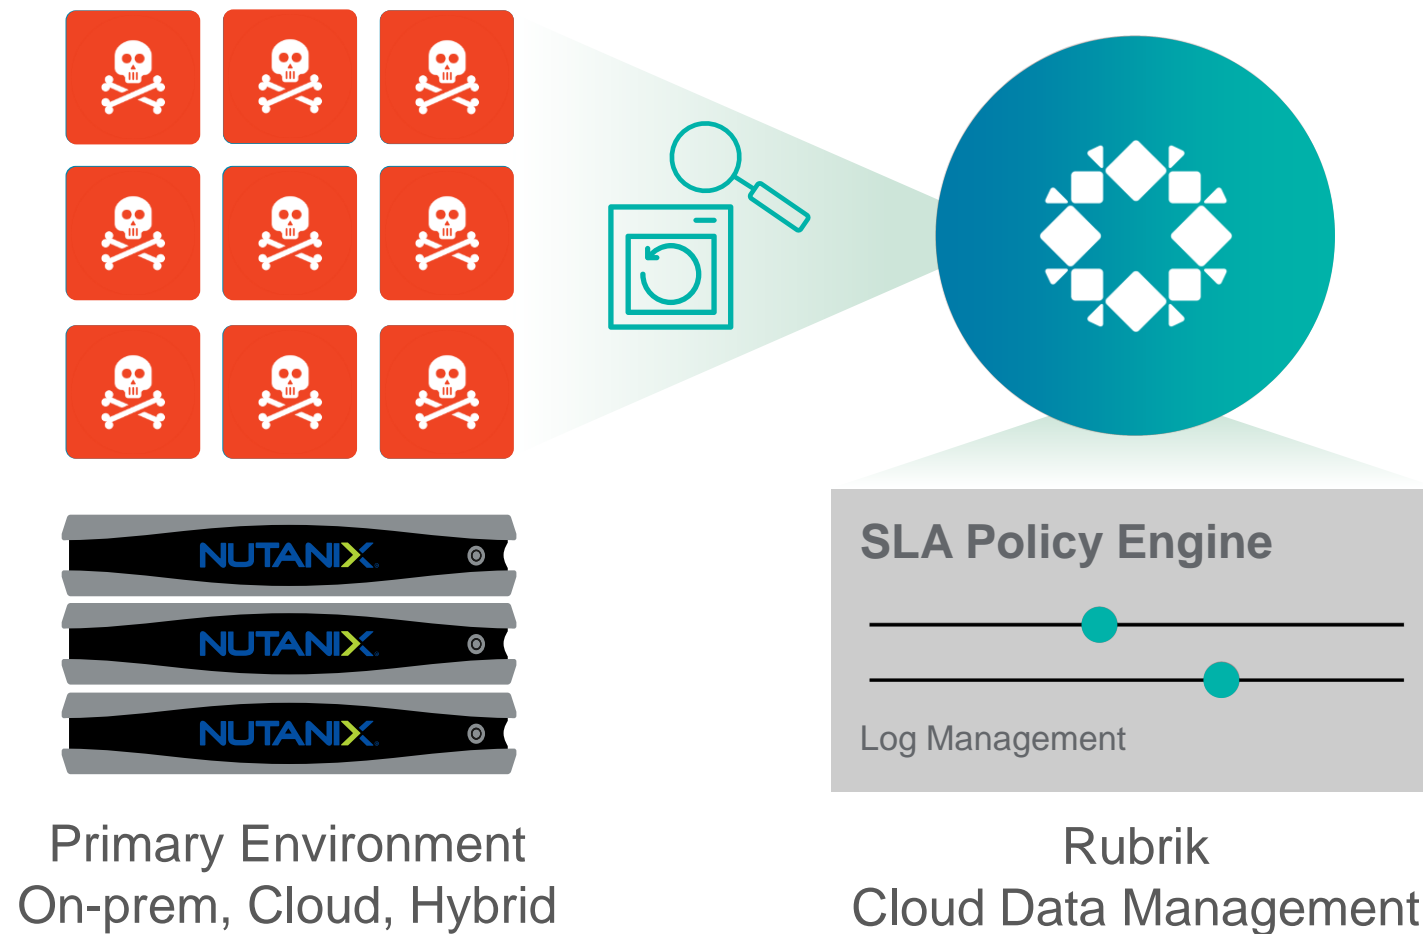 NUTANIX
NUTANIX
NUTANIX
Primary Environment
On-prem, Cloud, Hybrid
SLA Policy Engine
Log Management
Rubrik
Cloud Data Management